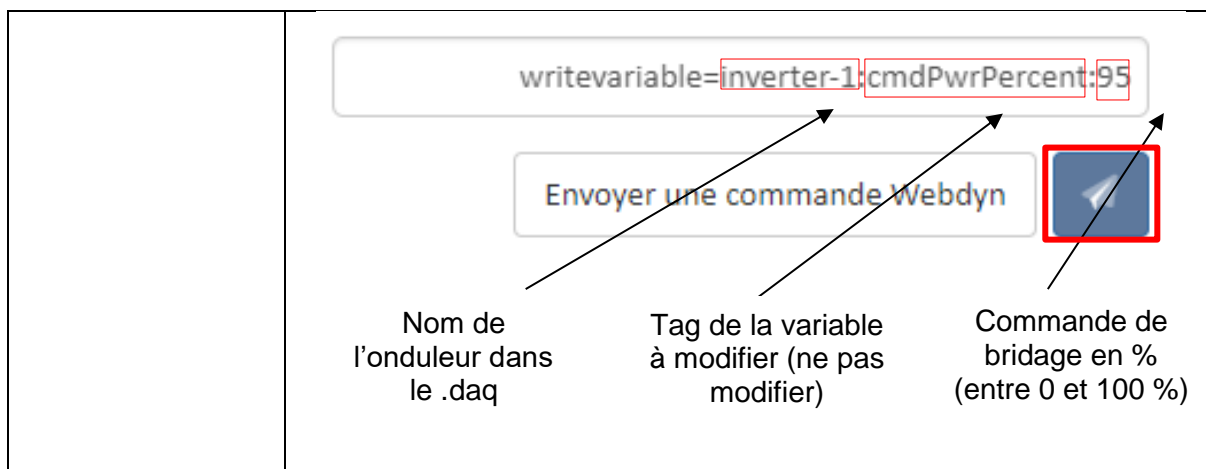 writevariable=inverter-1:cmdPwrPercent:95
Envoyer une commande Webdyn
Nom de
l’onduleur dans
le .daq
Tag de la variable
à modifier (ne pas
modifier)
Commande de
bridage en %
(entre 0 et 100 %)